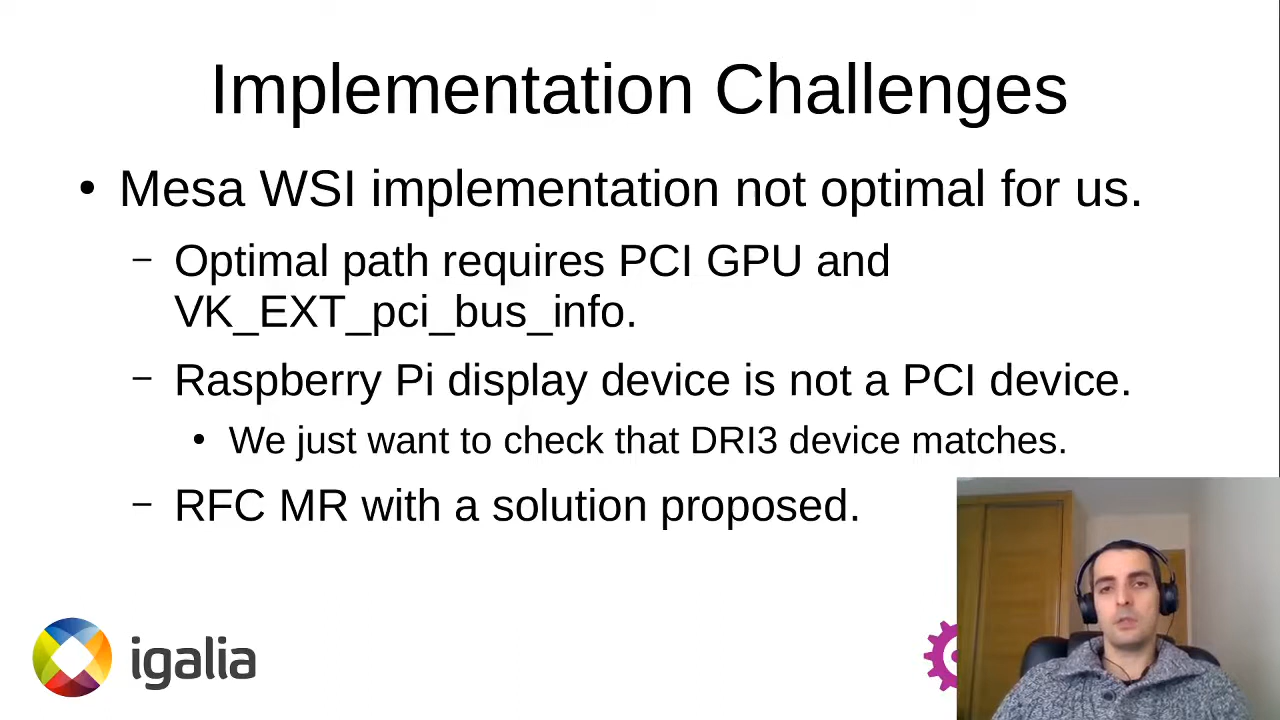 Implementation Challenges
• Mesa WSI implementation not optimal for us.
– Optimal path requires PCI GPU and
VK_EXT_pci_bus_info.
– Raspberry Pi display device is not a PCI device.
• We just want to check that DRI3 device matches.
– RFC MR with a solution proposed.
igalia